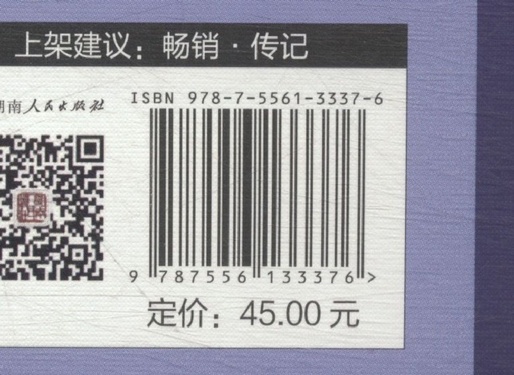 上架建议：畅销·传记
湖南人民出版社
ISBN 978-7-5561-3337-6
9 787556 133376 >
定价：45.00 元